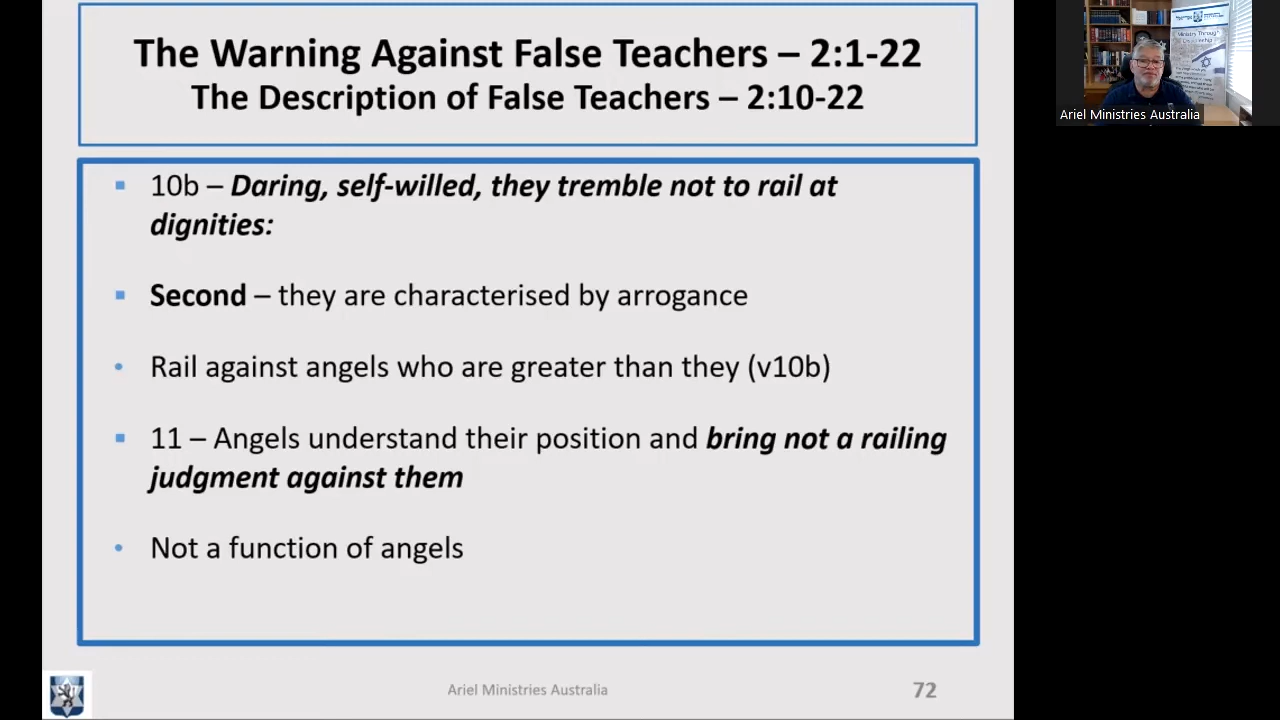 The Warning Against False Teachers – 2:1-22
The Description of False Teachers – 2:10-22
10b – Daring, self-willed, they tremble not to rail at
dignities:
Second – they are characterised by arrogance
Rail against angels who are greater than they (v10b)
11 – Angels understand their position and bring not a railing
judgment against them
Not a function of angels
Ariel Ministries Australia
72
Ministry Through
Discipleship
Ariel Ministries Australia